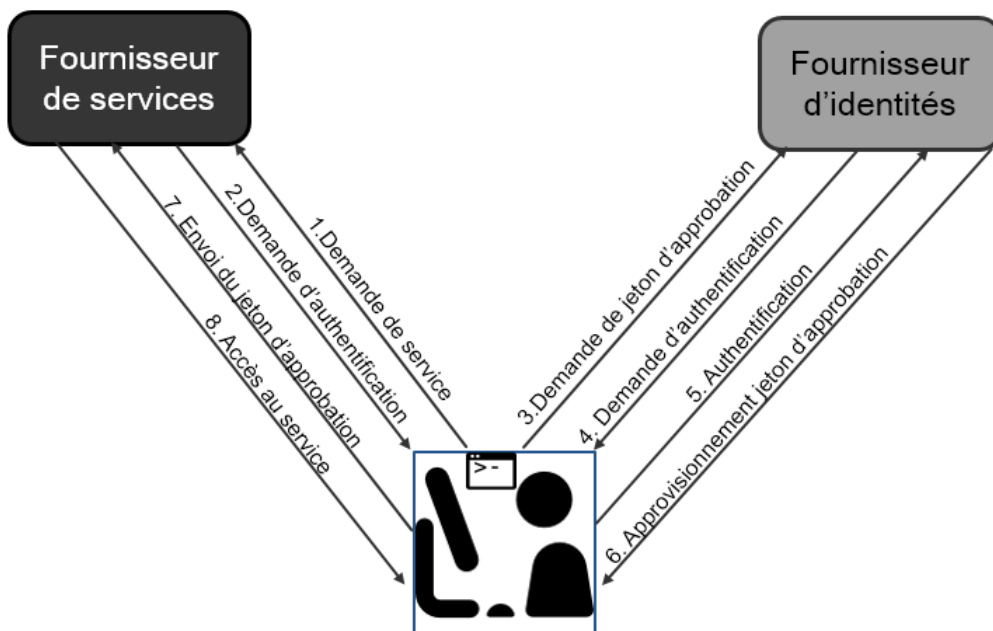 Fournisseur
de services
Fournisseur
d'identités
1.Demande de service
2.Demande d'authentification
3.Demande de jeton d'approbation
4. Demande d'authentification
5. Authentification
6. Approvisionnement jeton d'approbation
7. Envoi du jeton d'approbation
8. Accès au service
>-